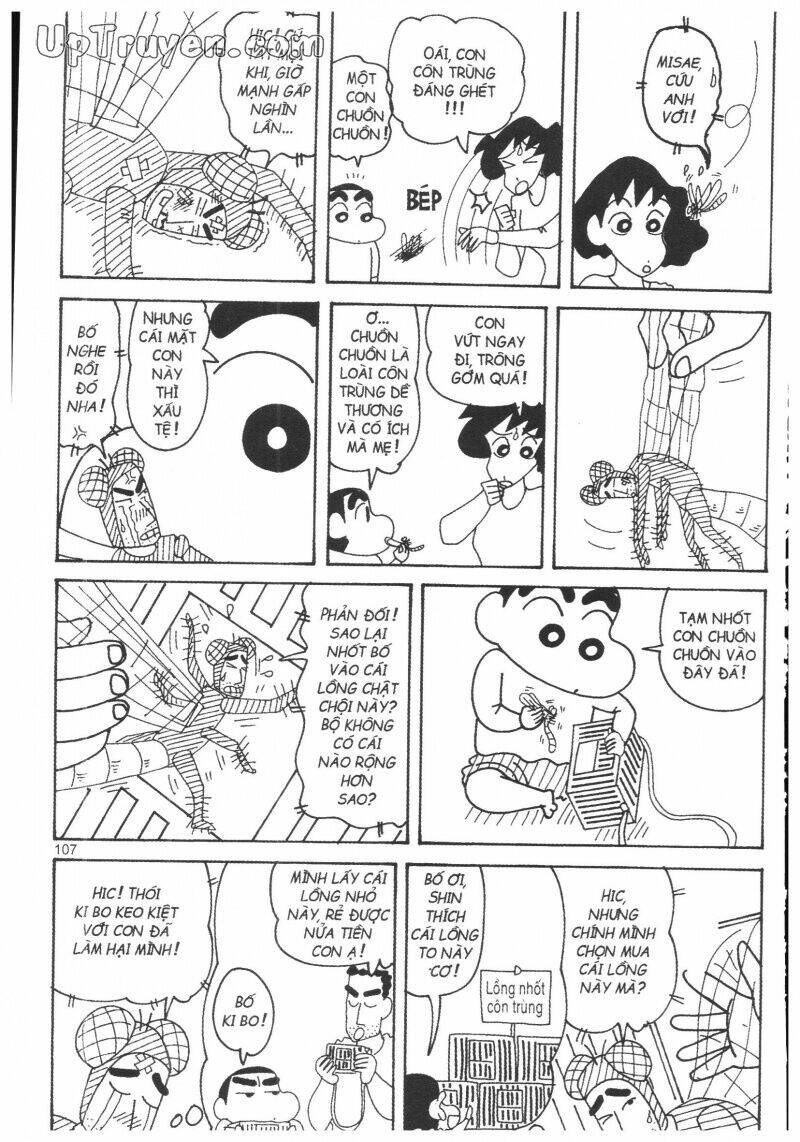 UpTruyen.com
MISAE,
CỨU
ANH
VỚI!
OÁI, CON
CÔN TRÙNG
ĐÁNG GHÉT
!!!
BÉP
MỘT
CON
CHUỒN
CHUỒN!
HIC! CÚ
TÁT MỌI
KHI, GIỜ
MẠNH GẤP
NGHÌN
LẦN...
CON
VỨT NGAY
ĐI, TRÔNG
GỚM QUÁ!
Ơ...
CHUỒN
CHUỒN LÀ
LOÀI CÔN
TRÙNG DỄ
THƯƠNG
VÀ CÓ ÍCH
MÀ MẸ!
NHƯNG
CÁI MẶT
CON
NÀY
THÌ
XẤU
TỆ!
BỐ
NGHE
RỒI
ĐÓ
NHA!
TẠM NHỐT
CON CHUỒN
CHUỒN VÀO
ĐÂY ĐÃ!
PHẢN ĐỐI!
SAO LẠI
NHỐT BỐ
VÀO CÁI
LỒNG CHẬT
CHỘI NÀY?
BỘ KHÔNG
CÓ CÁI
NÀO RỘNG
HƠN
SAO?
107
HIC,
NHƯNG
CHÍNH MÌNH
CHỌN MUA
CÁI LỒNG
NÀY MÀ?
BỐ ƠI,
SHIN
THÍCH
CÁI LỒNG
TO NÀY
CƠ!
Lồng nhốt
côn trùng
MÌNH LẤY CÁI
LỒNG NHỎ
NÀY, RẺ ĐƯỢC
NỬA TIỀN
CON Ạ!
BỐ
KI BO!
HIC! THÓI
KI BO KEO KIỆT
VỚI CON ĐÃ
LÀM HẠI MÌNH!